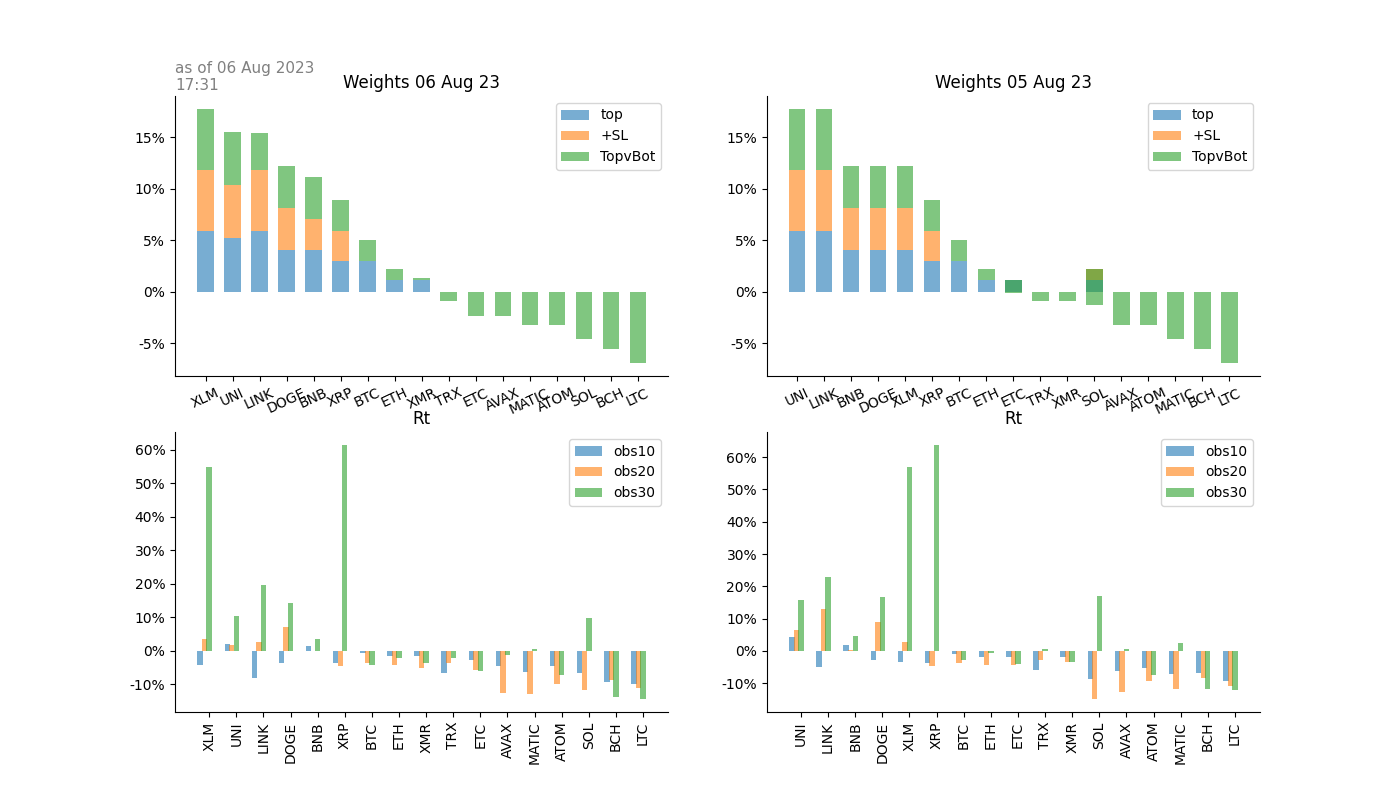 as of 06 Aug 2023
17:31
Weights 06 Aug 23
top
+SL
TopvBot
15%
10%
5%
0%
-5%
XLM UNI LINK DOGE BNB XRP BTC ETH XMR TRX ETC AVAX MATIC ATOM SOL BCH LTC
Weights 05 Aug 23
top
+SL
TopvBot
15%
10%
5%
0%
-5%
UNI LINK BNB DOGE XLM XRP BTC ETH ETC TRX XMR SOL AVAX ATOM MATIC BCH LTC
Rt
obs10
obs20
obs30
60%
50%
40%
30%
20%
10%
0%
-10%
XLM UNI LINK DOGE BNB XRP BTC ETH XMR TRX ETC AVAX MATIC ATOM SOL BCH LTC
Rt
obs10
obs20
obs30
60%
50%
40%
30%
20%
10%
0%
-10%
UNI LINK BNB DOGE XLM XRP BTC ETH ETC TRX XMR SOL AVAX ATOM MATIC BCH LTC